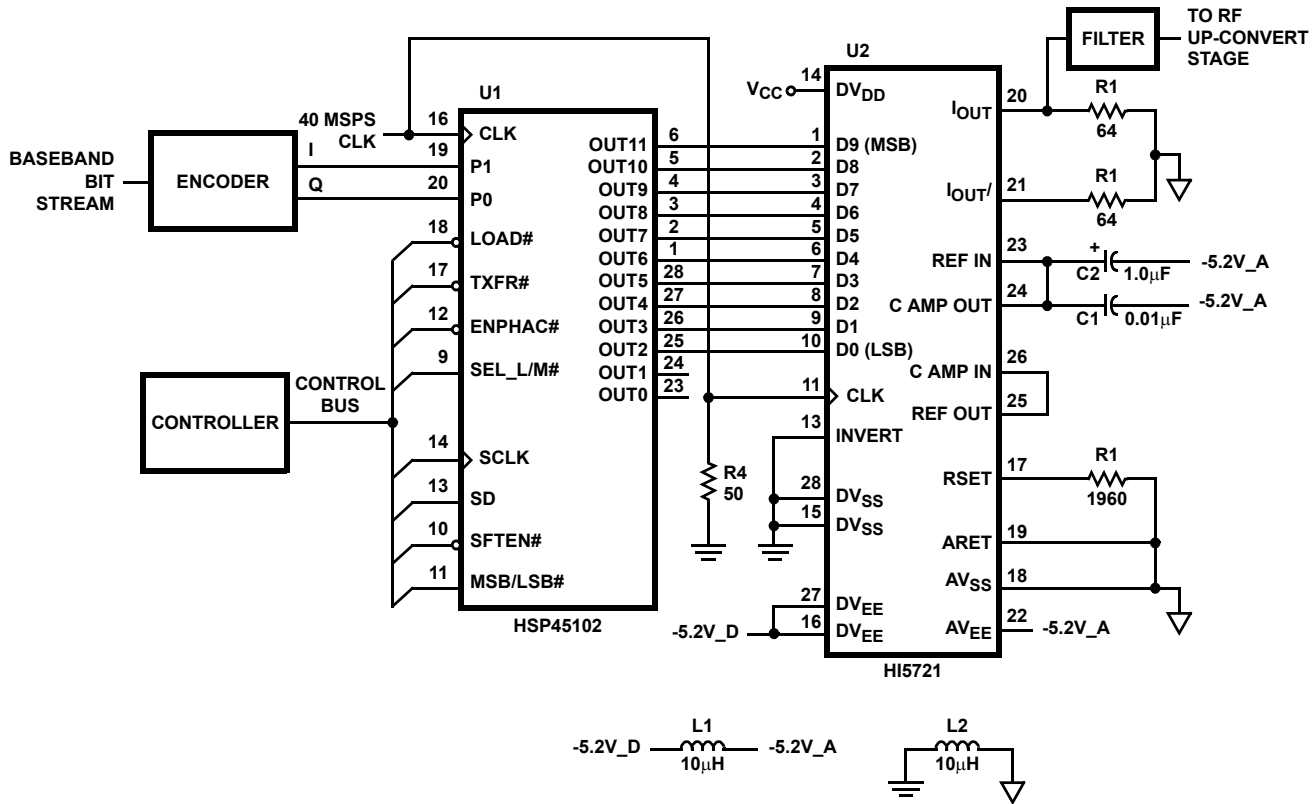 TO RF
UP-CONVERT
STAGE
FILTER
U2
14
VCC
DVDD
U1
40 MSPS
CLK
16
CLK
BASEBAND
BIT
STREAM
ENCODER
I
19
P1
Q
20
P0
18
LOAD#
17
TXFR#
12
ENPHAC#
9
SEL_L/M#
CONTROLLER
CONTROL
BUS
14
SCLK
13
SD
10
SFTEN#
11
MSB/LSB#
HSP45102
OUT11 6
OUT10 5
OUT9 4
OUT8 3
OUT7 2
OUT6 1
OUT5 28
OUT4 27
OUT3 26
OUT2 25
OUT1 24
OUT0 23
1 D9 (MSB)
2 D8
3 D7
4 D6
5 D5
6 D4
7 D3
8 D2
9 D1
10 D0 (LSB)
11 CLK
13 INVERT
R4
50
28 DVSS
15 DVSS
27 DVEE
-5.2V_D 16 DVEE
HI5721
IOUT 20
R1
64
IOUT/ 21
R1
64
REF IN 23
+
C2 1.0µF
-5.2V_A
C AMP OUT 24
C1 0.01µF
-5.2V_A
C AMP IN 26
REF OUT 25
RSET 17
R1
1960
ARET 19
AVSS 18
AVEE 22 -5.2V_A
L1
-5.2V_D -5.2V_A
10µH
L2
10µH